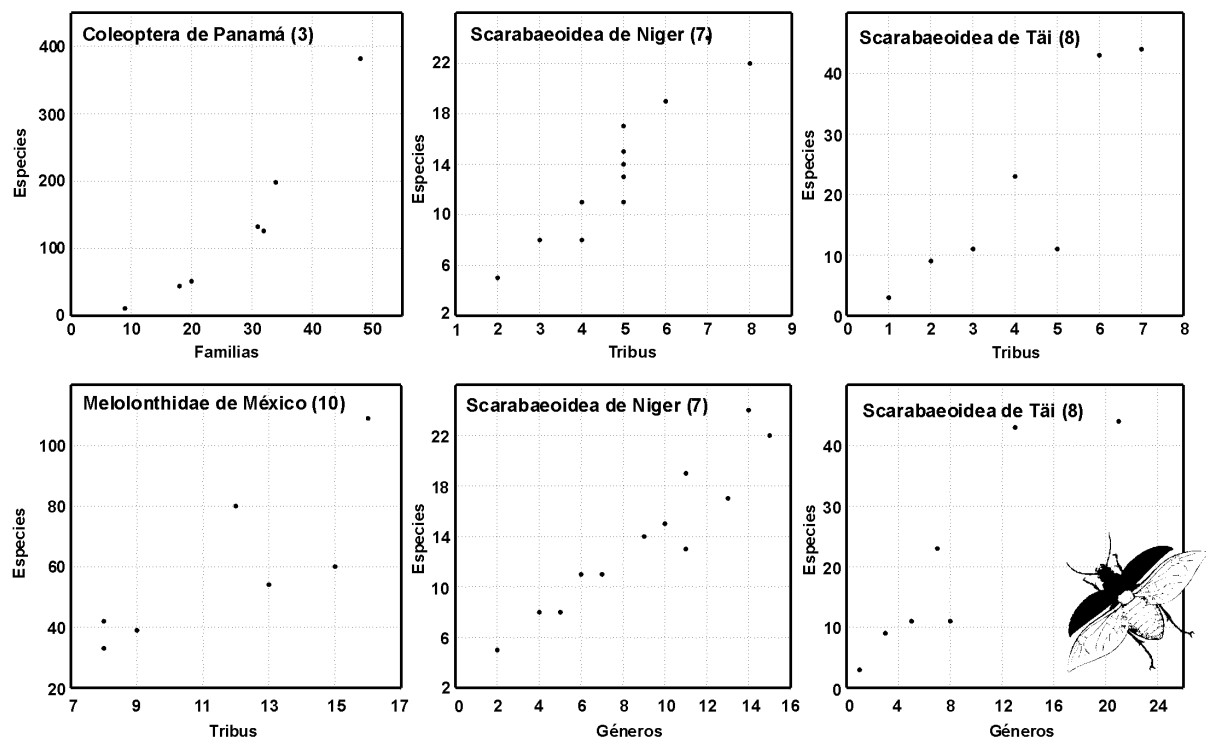 Coleoptera de Panamá (3)
Especies
400
300
200
100
0
0 10 20 30 40 50
Familias
Scarabaeoidea de Niger (7)
Especies
22
18
14
10
6
2
1 2 3 4 5 6 7 8 9
Tribus
Scarabaeoidea de Täi (8)
Especies
40
30
20
10
0
0 1 2 3 4 5 6 7 8
Tribus
Melolonthidae de México (10)
Especies
100
80
60
40
20
7 9 11 13 15 17
Tribus
Scarabaeoidea de Niger (7)
Especies
22
18
14
10
6
2
0 2 4 6 8 10 12 14 16
Géneros
Scarabaeoidea de Täi (8)
Especies
40
30
20
10
0
0 4 8 12 16 20 24
Géneros